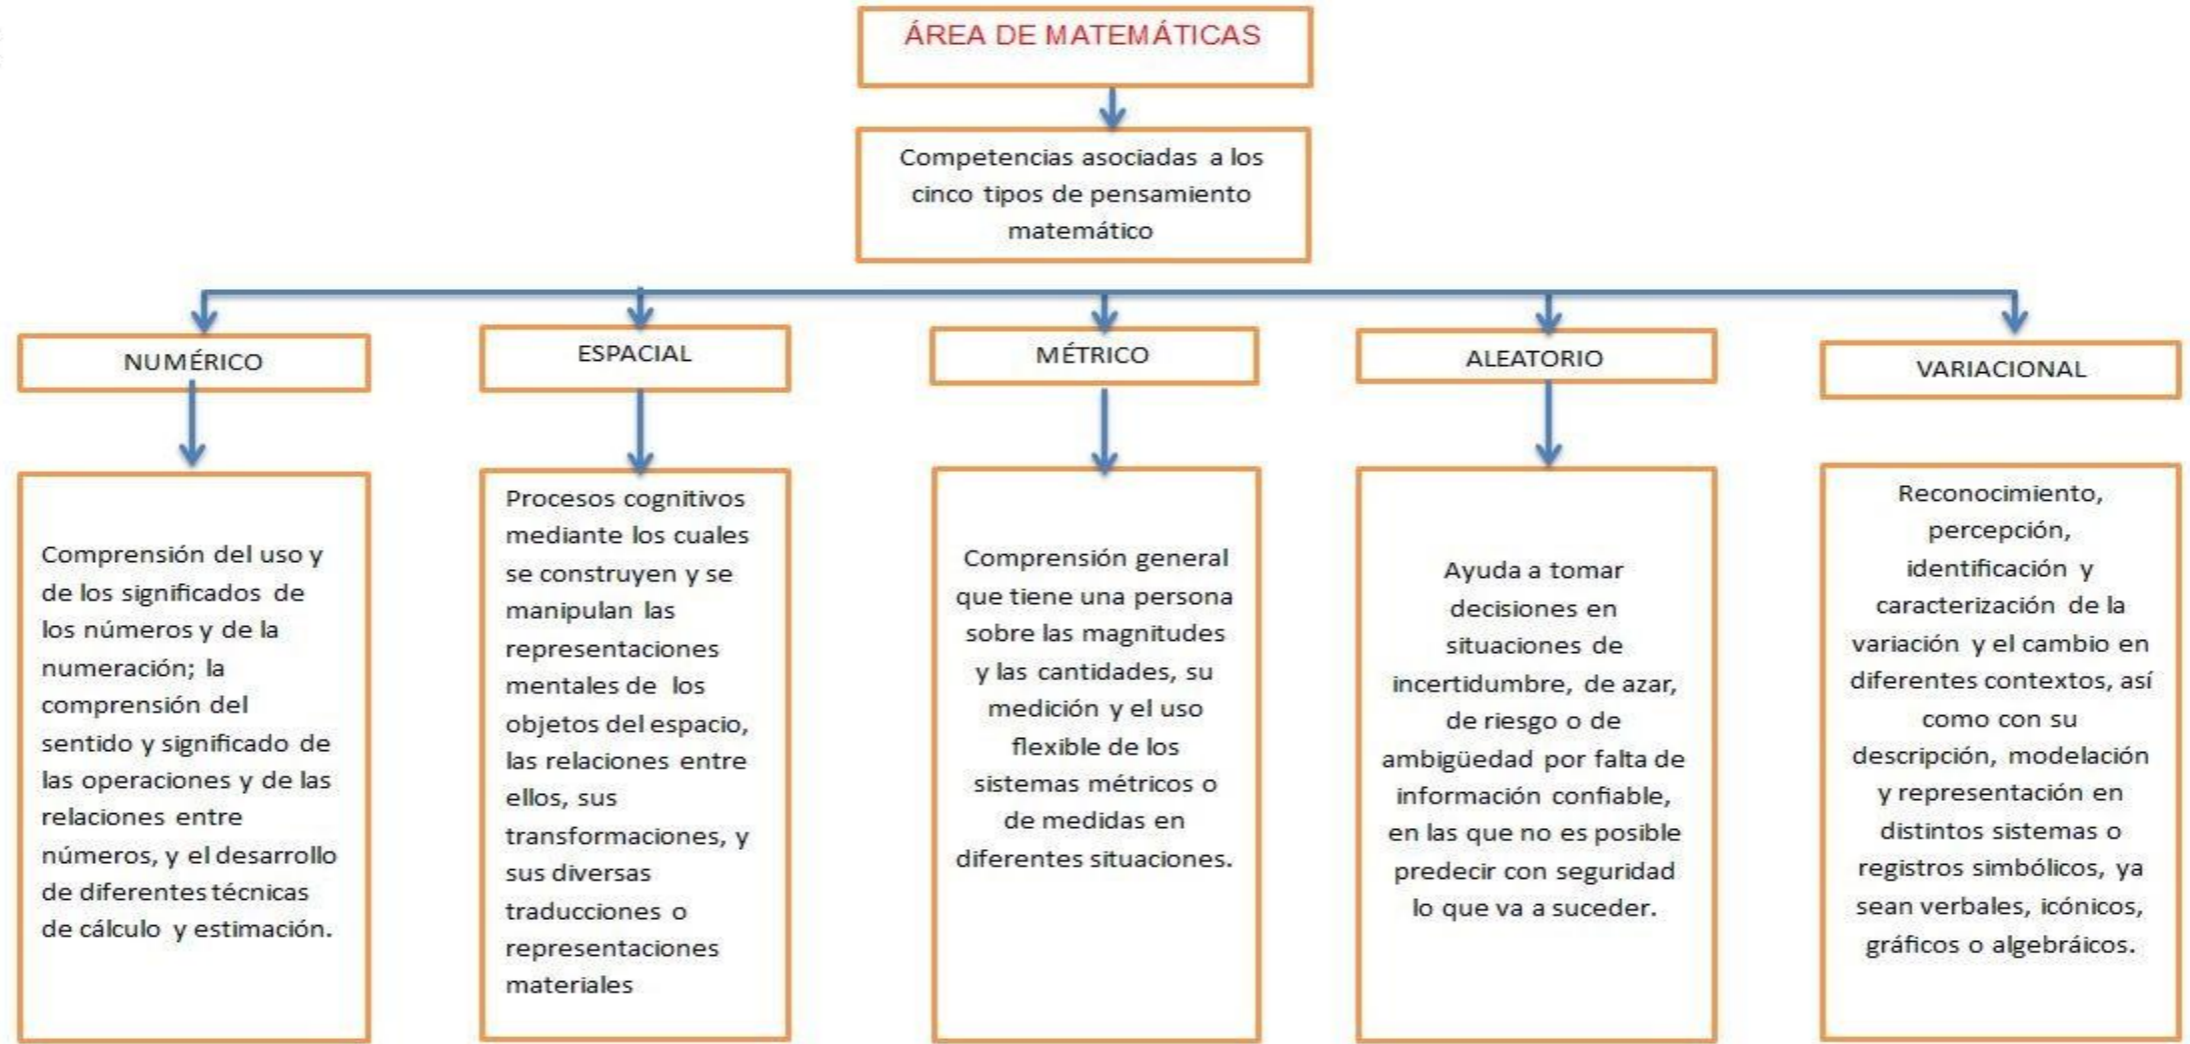 ÁREA DE MATEMÁTICAS
Competencias asociadas a los
cinco tipos de pensamiento
matemático
NUMÉRICO
ESPACIAL
MÉTRICO
ALEATORIO
VARIACIONAL
Comprensión del uso y
de los significados de
los números y de la
numeración; la
comprensión del
sentido y significado de
las operaciones y de las
relaciones entre
números, y el desarrollo
de diferentes técnicas
de cálculo y estimación.
Procesos cognitivos
mediante los cuales
se construyen y se
manipulan las
representaciones
mentales de los
objetos del espacio,
las relaciones entre
ellos, sus
transformaciones, y
sus diversas
traducciones o
representaciones
materiales
Comprensión general
que tiene una persona
sobre las magnitudes
y las cantidades, su
medición y el uso
flexible de los
sistemas métricos o
de medidas en
diferentes situaciones.
Ayuda a tomar
decisiones en
situaciones de
incertidumbre, de azar,
de riesgo o de
ambigüedad por falta de
información confiable,
en las que no es posible
predecir con seguridad
lo que va a suceder.
Reconocimiento,
percepción,
identificación y
caracterización de la
variación y el cambio en
diferentes contextos, así
como con su
descripción, modelación
y representación en
distintos sistemas o
registros simbólicos, ya
sean verbales, icónicos,
gráficos o algebráicos.